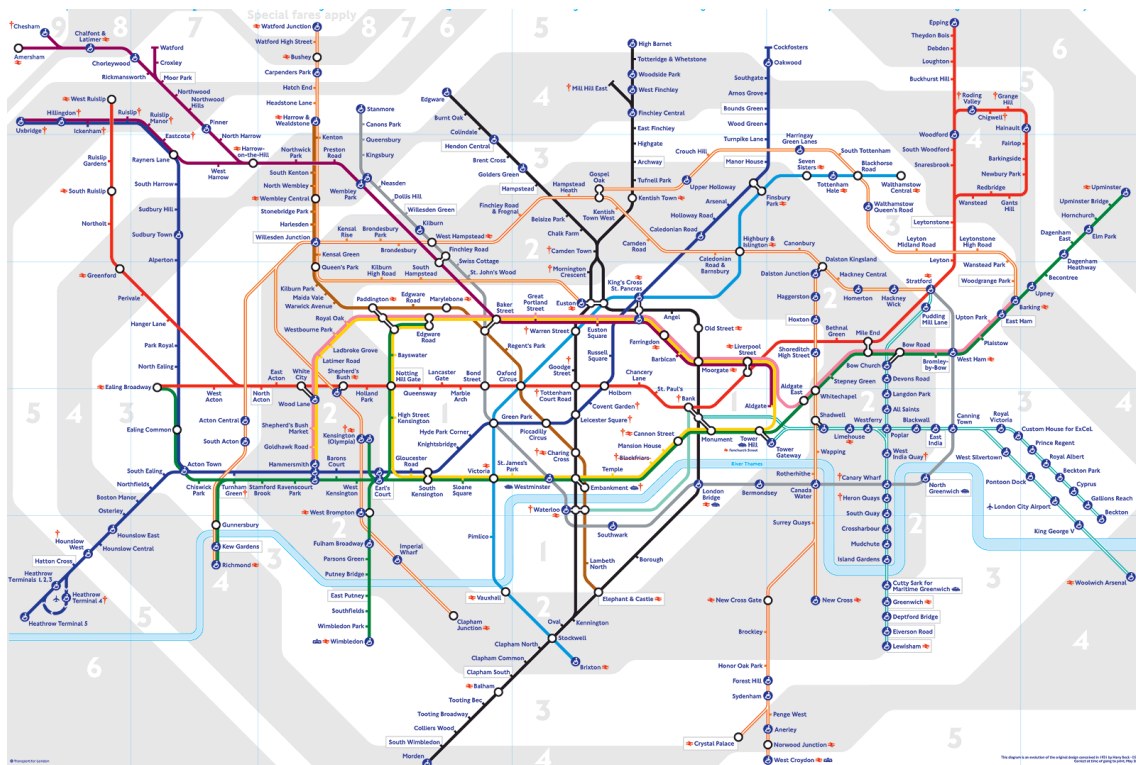 Special fares apply
9
8
7
8
7
6
5
6
Chesham
Chalfont &
Latimer
Amersham
Chorleywood
Rickmansworth
Watford
Croxley
Moor Park
Northwood
Northwood
Hills
Pinner
North Harrow
Harrow-
on-the-Hill
West
Harrow
Northwick
Park
Preston
Road
Wembley
Park
Watford Junction
Watford High Street
Bushey
Carpenders Park
Hatch End
Headstone Lane
Harrow &
Wealdstone
Kenton
South Kenton
North Wembley
Wembley Central
Stonebridge Park
Harlesden
Willesden Junction
Kensal Green
Queen's Park
Kilburn Park
Maida Vale
Warwick Avenue
West Ruislip
Hillingdon
Uxbridge
Ickenham
Ruislip
Ruislip
Manor
Eastcote
Rayners Lane
Ruislip
Gardens
South Ruislip
Northolt
Greenford
Perivale
Hanger Lane
South Harrow
Sudbury Hill
Sudbury Town
Alperton
Park Royal
North Ealing
Ealing Broadway
Ealing Common
West
Acton
North
Acton
East
Acton
White
City
Acton Central
South Acton
Stanmore
Canons Park
Queensbury
Kingsbury
Neasden
Dollis Hill
Willesden Green
Kilburn
West Hampstead
Finchley Road
Swiss Cottage
St. John's Wood
Kensal
Rise
Brondesbury
Park
Brondesbury
South
Hampstead
Kilburn
High Road
Edgware
Burnt Oak
Colindale
Hendon Central
Brent Cross
Golders Green
Hampstead
Belsize Park
Chalk Farm
Camden Town
Mornington
Crescent
Euston
Finchley Road
& Frognal
Hampstead
Heath
Gospel
Oak
Kentish
Town West
Camden
Road
High Barnet
Totteridge & Whetstone
Woodside Park
West Finchley
Mill Hill East
Finchley Central
East Finchley
Highgate
Archway
Tufnell Park
Kentish Town
Crouch Hill
Upper Holloway
Harringay
Green Lanes
South Tottenham
Cockfosters
Oakwood
Southgate
Arnos Grove
Bounds Green
Wood Green
Turnpike Lane
Manor House
Finsbury
Park
Arsenal
Holloway Road
Caledonian Road
Seven
Sisters
Tottenham
Hale
Blackhorse
Road
Walthamstow
Central
Walthamstow
Queen's Road
Leyton
Midland Road
Leytonstone
High Road
Wanstead Park
Woodgrange Park
Epping
Theydon Bois
Debden
Loughton
Buckhurst Hill
Roding
Valley
Chigwell
Grange
Hill
Hainault
Fairlop
Barkingside
Newbury Park
Woodford
South Woodford
Snaresbrook
Redbridge
Wanstead
Gants
Hill
Leytonstone
Leyton
Upminster
Upminster Bridge
Hornchurch
Elm Park
Dagenham
East
Dagenham
Heathway
Becontree
Upney
Barking
East Ham
Upton Park
Plaistow
West Ham
Highbury &
Islington
Canonbury
Caledonian
Road &
Barnsbury
Dalston Kingsland
Dalston Junction
Hackney Central
Homerton
Hackney
Wick
Stratford
Pudding
Mill Lane
Haggerston
Hoxton
Shoreditch
High Street
Bethnal
Green
Mile End
Bow Road
Bow Church
Bromley-
by-Bow
Stepney Green
Devons Road
Langdon Park
All Saints
Whitechapel
Aldgate
East
Aldgate
Shadwell
Limehouse
Westferry
Poplar
Blackwall
East
India
Canning
Town
Royal
Victoria
Custom House for ExCeL
Prince Regent
Royal Albert
Beckton Park
Cyprus
Gallions Reach
Beckton
West Silvertown
Pontoon Dock
London City Airport
King George V
Woolwich Arsenal
Paddington
Edgware
Road
Marylebone
Baker
Street
Great
Portland
Street
King's Cross
St. Pancras
Angel
Old Street
Royal Oak
Westbourne Park
Ladbroke Grove
Latimer Road
Edgware
Road
Bayswater
Regent's Park
Warren Street
Euston
Square
Farringdon
Barbican
Moorgate
Liverpool
Street
Russell
Square
Goodge
Street
Shepherd's
Bush
Wood Lane
Holland
Park
Notting
Hill Gate
Queensway
Lancaster
Gate
Marble
Arch
Bond
Street
Oxford
Circus
Tottenham
Court Road
Holborn
Chancery
Lane
St. Paul's
Bank
Shepherd's
Bush
Market
Goldhawk Road
Hammersmith
Kensington
(Olympia)
High Street
Kensington
Hyde Park Corner
Knightsbridge
Green Park
Piccadilly
Circus
Covent Garden
Leicester Square
Charing
Cross
Cannon Street
Mansion House
Blackfriars
Temple
Monument
Tower
Hill
Fenchurch Street
Tower
Gateway
Wapping
Rotherhithe
Canada
Water
Surrey Quays
River Thames
South Ealing
Northfields
Boston Manor
Osterley
Hounslow East
Hounslow Central
Hounslow
West
Hatton Cross
Heathrow
Terminals 1, 2, 3
Heathrow
Terminal 4
Heathrow Terminal 5
Acton Town
Chiswick
Park
Turnham
Green
Stamford
Brook
Ravenscourt
Park
Barons
Court
West
Kensington
Earl's
Court
Gloucester
Road
South
Kensington
Sloane
Square
Victoria
St. James's
Park
Westminster
Embankment
Waterloo
Southwark
London
Bridge
Bermondsey
Gunnersbury
Kew Gardens
Richmond
West Brompton
Fulham Broadway
Parsons Green
Putney Bridge
East Putney
Southfields
Wimbledon Park
Wimbledon
Imperial
Wharf
Clapham
Junction
Pimlico
Vauxhall
Lambeth
North
Borough
Elephant & Castle
Kennington
Oval
Stockwell
Brixton
Clapham North
Clapham Common
Clapham South
Balham
Tooting Bec
Tooting Broadway
Colliers Wood
South Wimbledon
Morden
West
India Quay
Canary Wharf
North
Greenwich
Heron Quays
South Quay
Crossharbour
Mudchute
Island Gardens
Cutty Sark for
Maritime Greenwich
Greenwich
Deptford Bridge
Elverson Road
Lewisham
New Cross Gate
New Cross
Brockley
Honor Oak Park
Forest Hill
Sydenham
Penge West
Anerley
Crystal Palace
Norwood Junction
West Croydon
Transport for London
This diagram is an evolution of the original design conceived in 1931 by Harry Beck